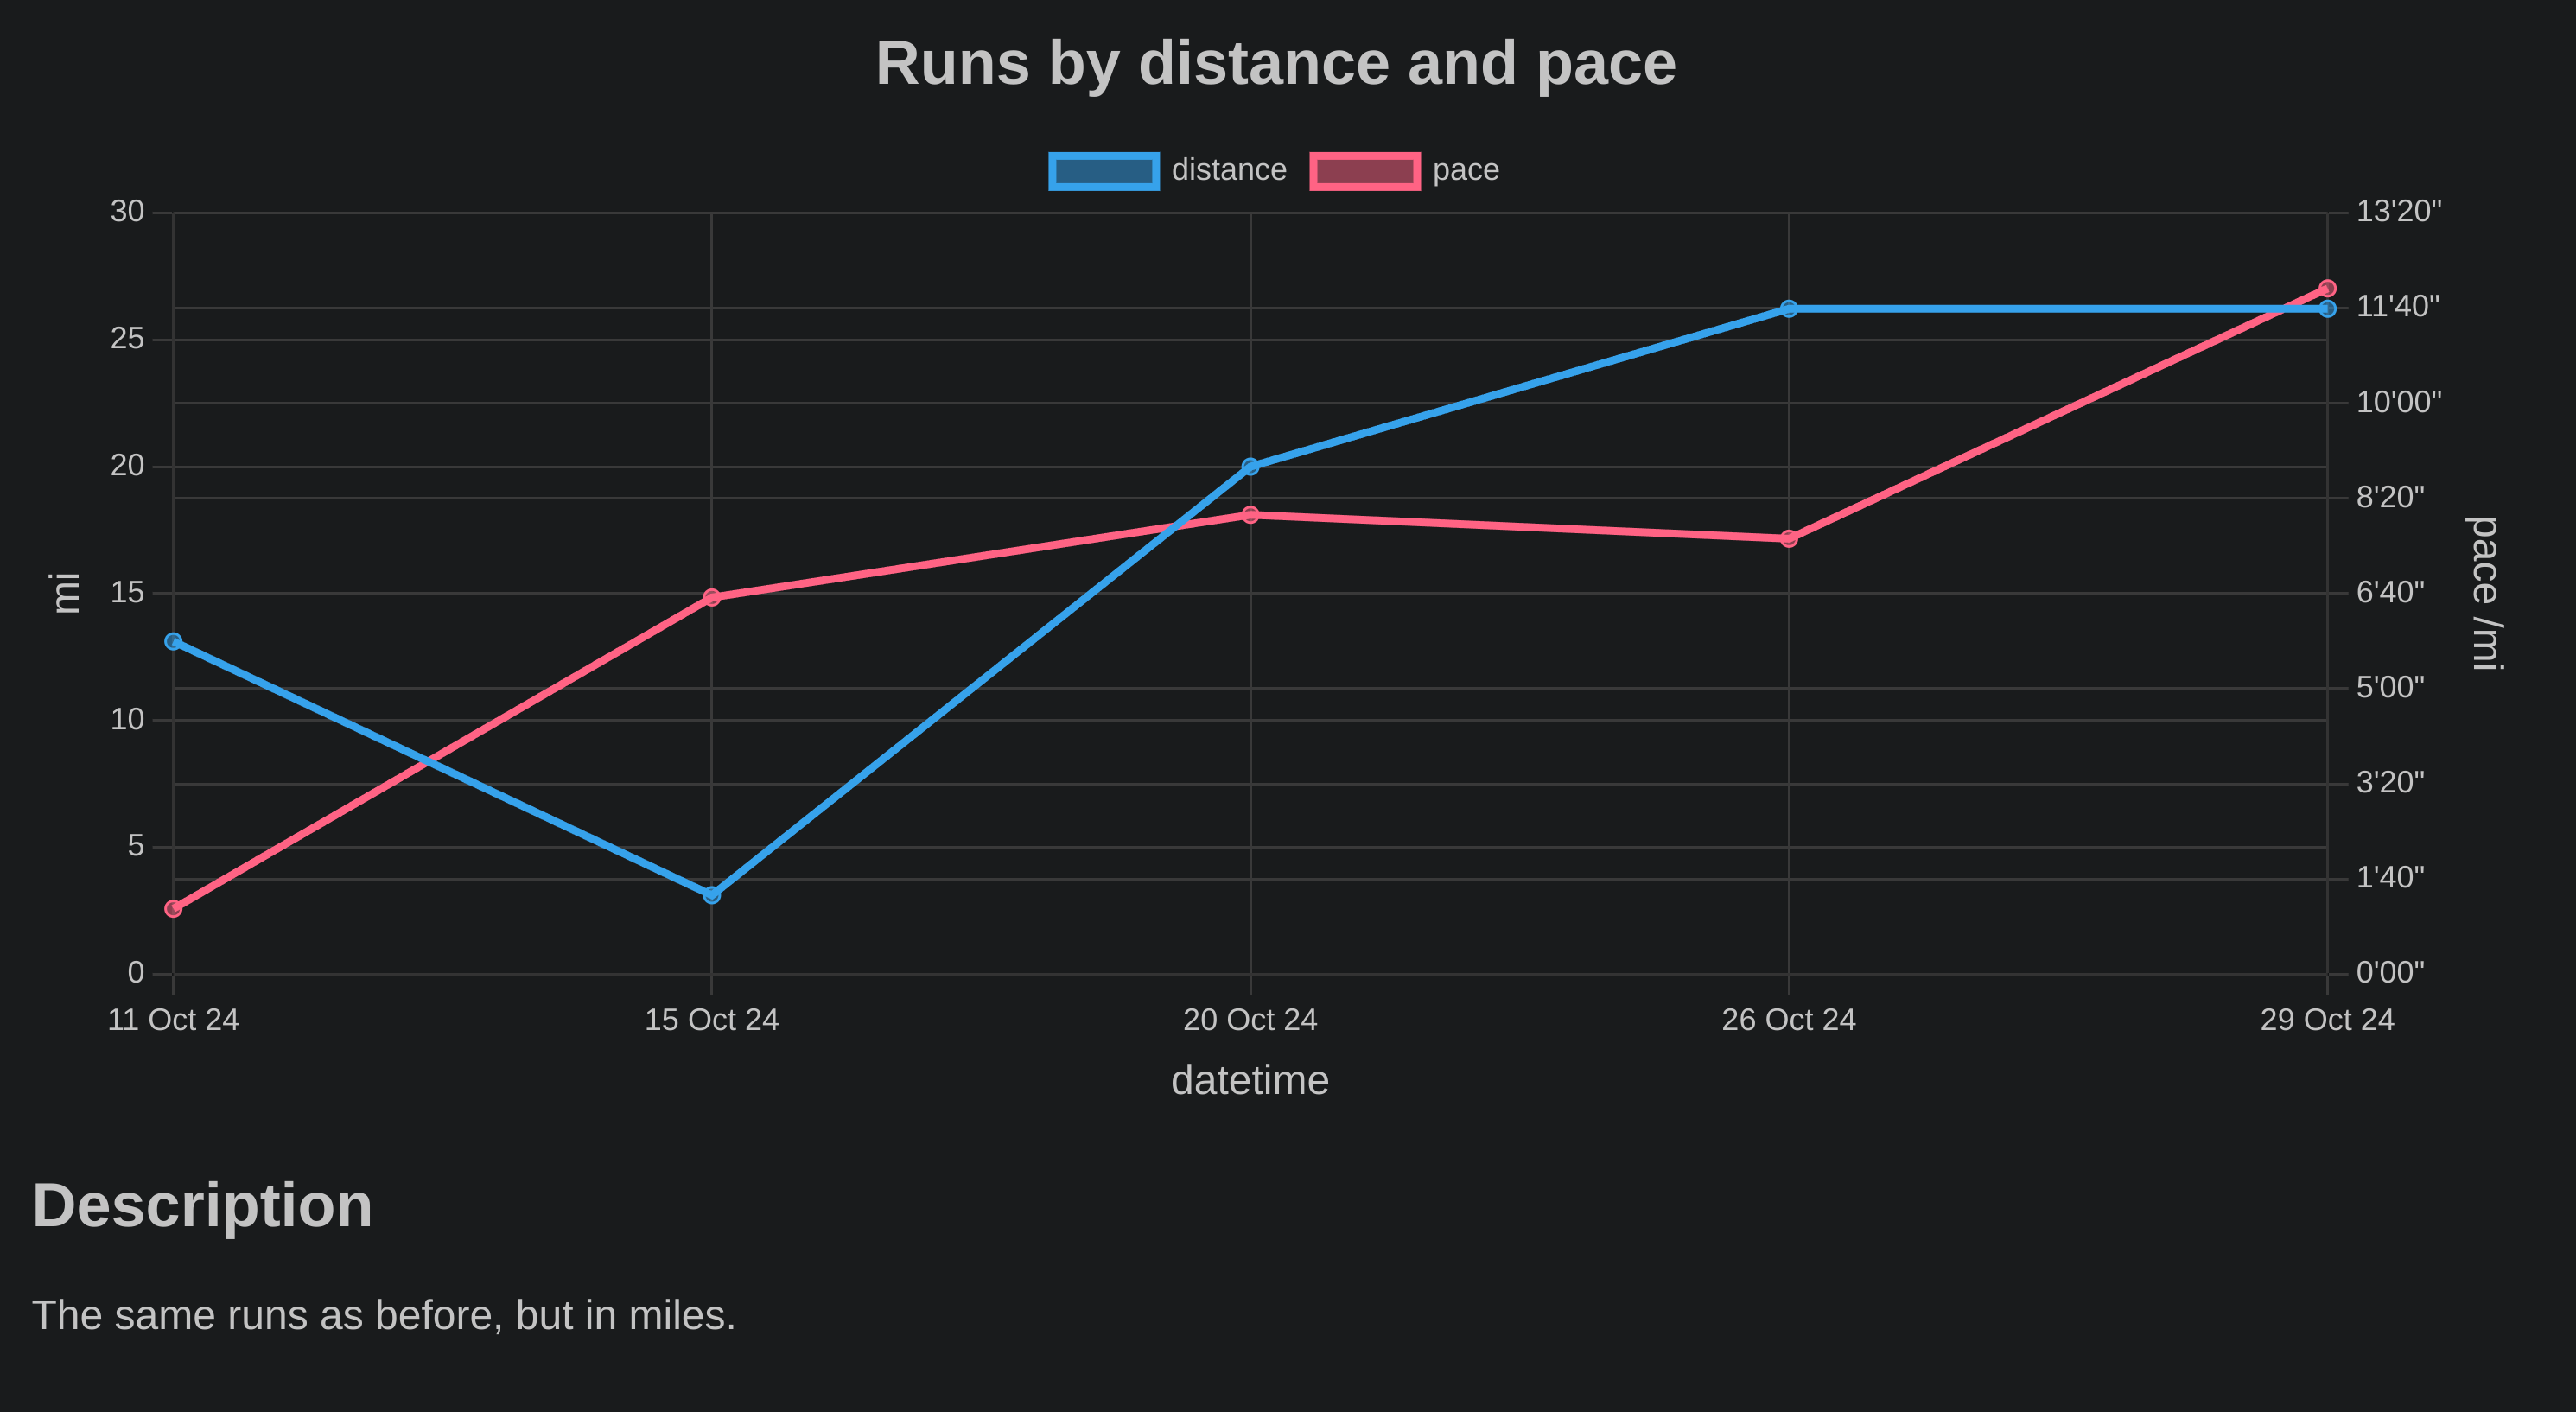 Runs by distance and pace
distance pace
30 13'20"
11'40"
25
10'00"
20
8'20"
15 6'40"
5'00"
10
3'20"
5
1'40"
0 0'00"
mi
pace /mi
11 Oct 24 15 Oct 24 20 Oct 24 26 Oct 24 29 Oct 24
datetime
Description
The same runs as before, but in miles.